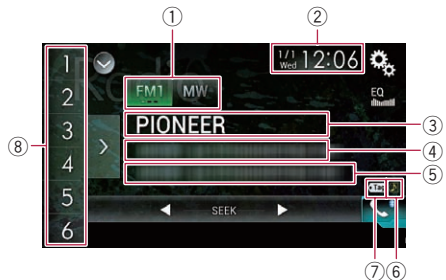 ① ②
1 1/1 Wed 12:06
2 FM1 MW EQ
3 PIONEER ③
⑧ 4 ④
5 ⑤
Tag
6 SEEK
⑦ ⑥